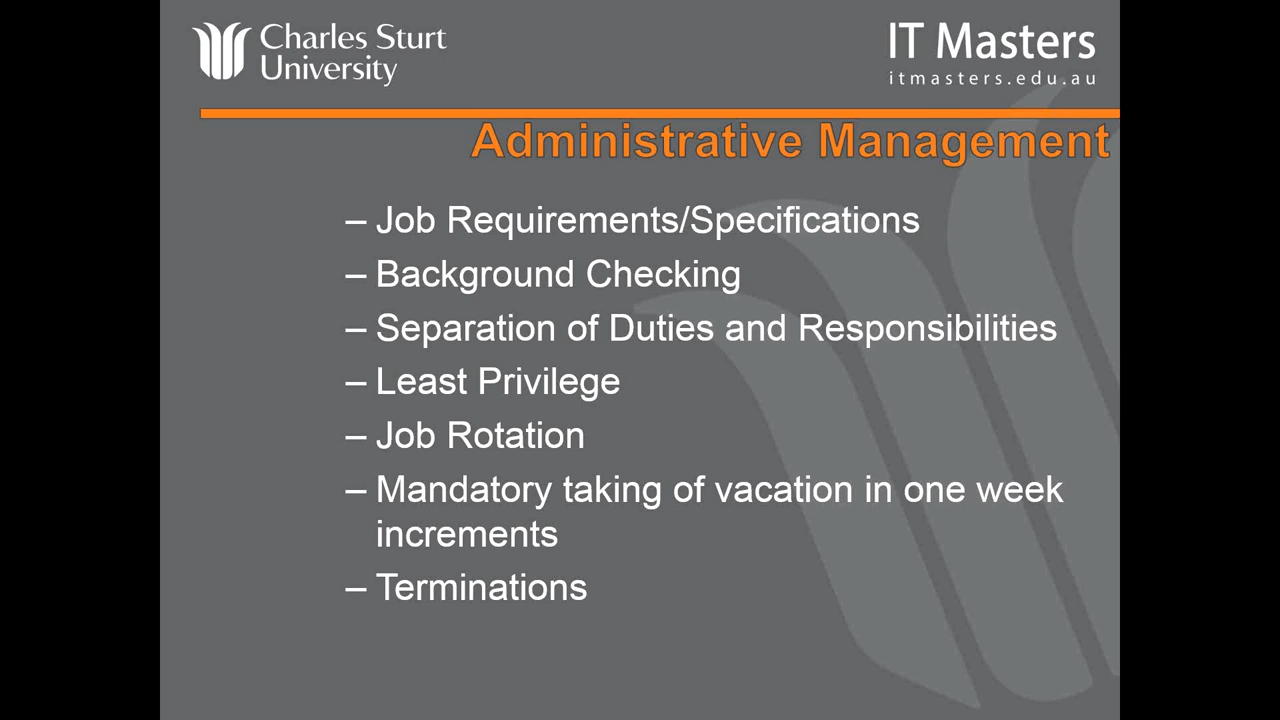 Charles Sturt
University
IT Masters
itmasters.edu.au
Administrative Management
– Job Requirements/Specifications
– Background Checking
– Separation of Duties and Responsibilities
– Least Privilege
– Job Rotation
– Mandatory taking of vacation in one week
increments
– Terminations